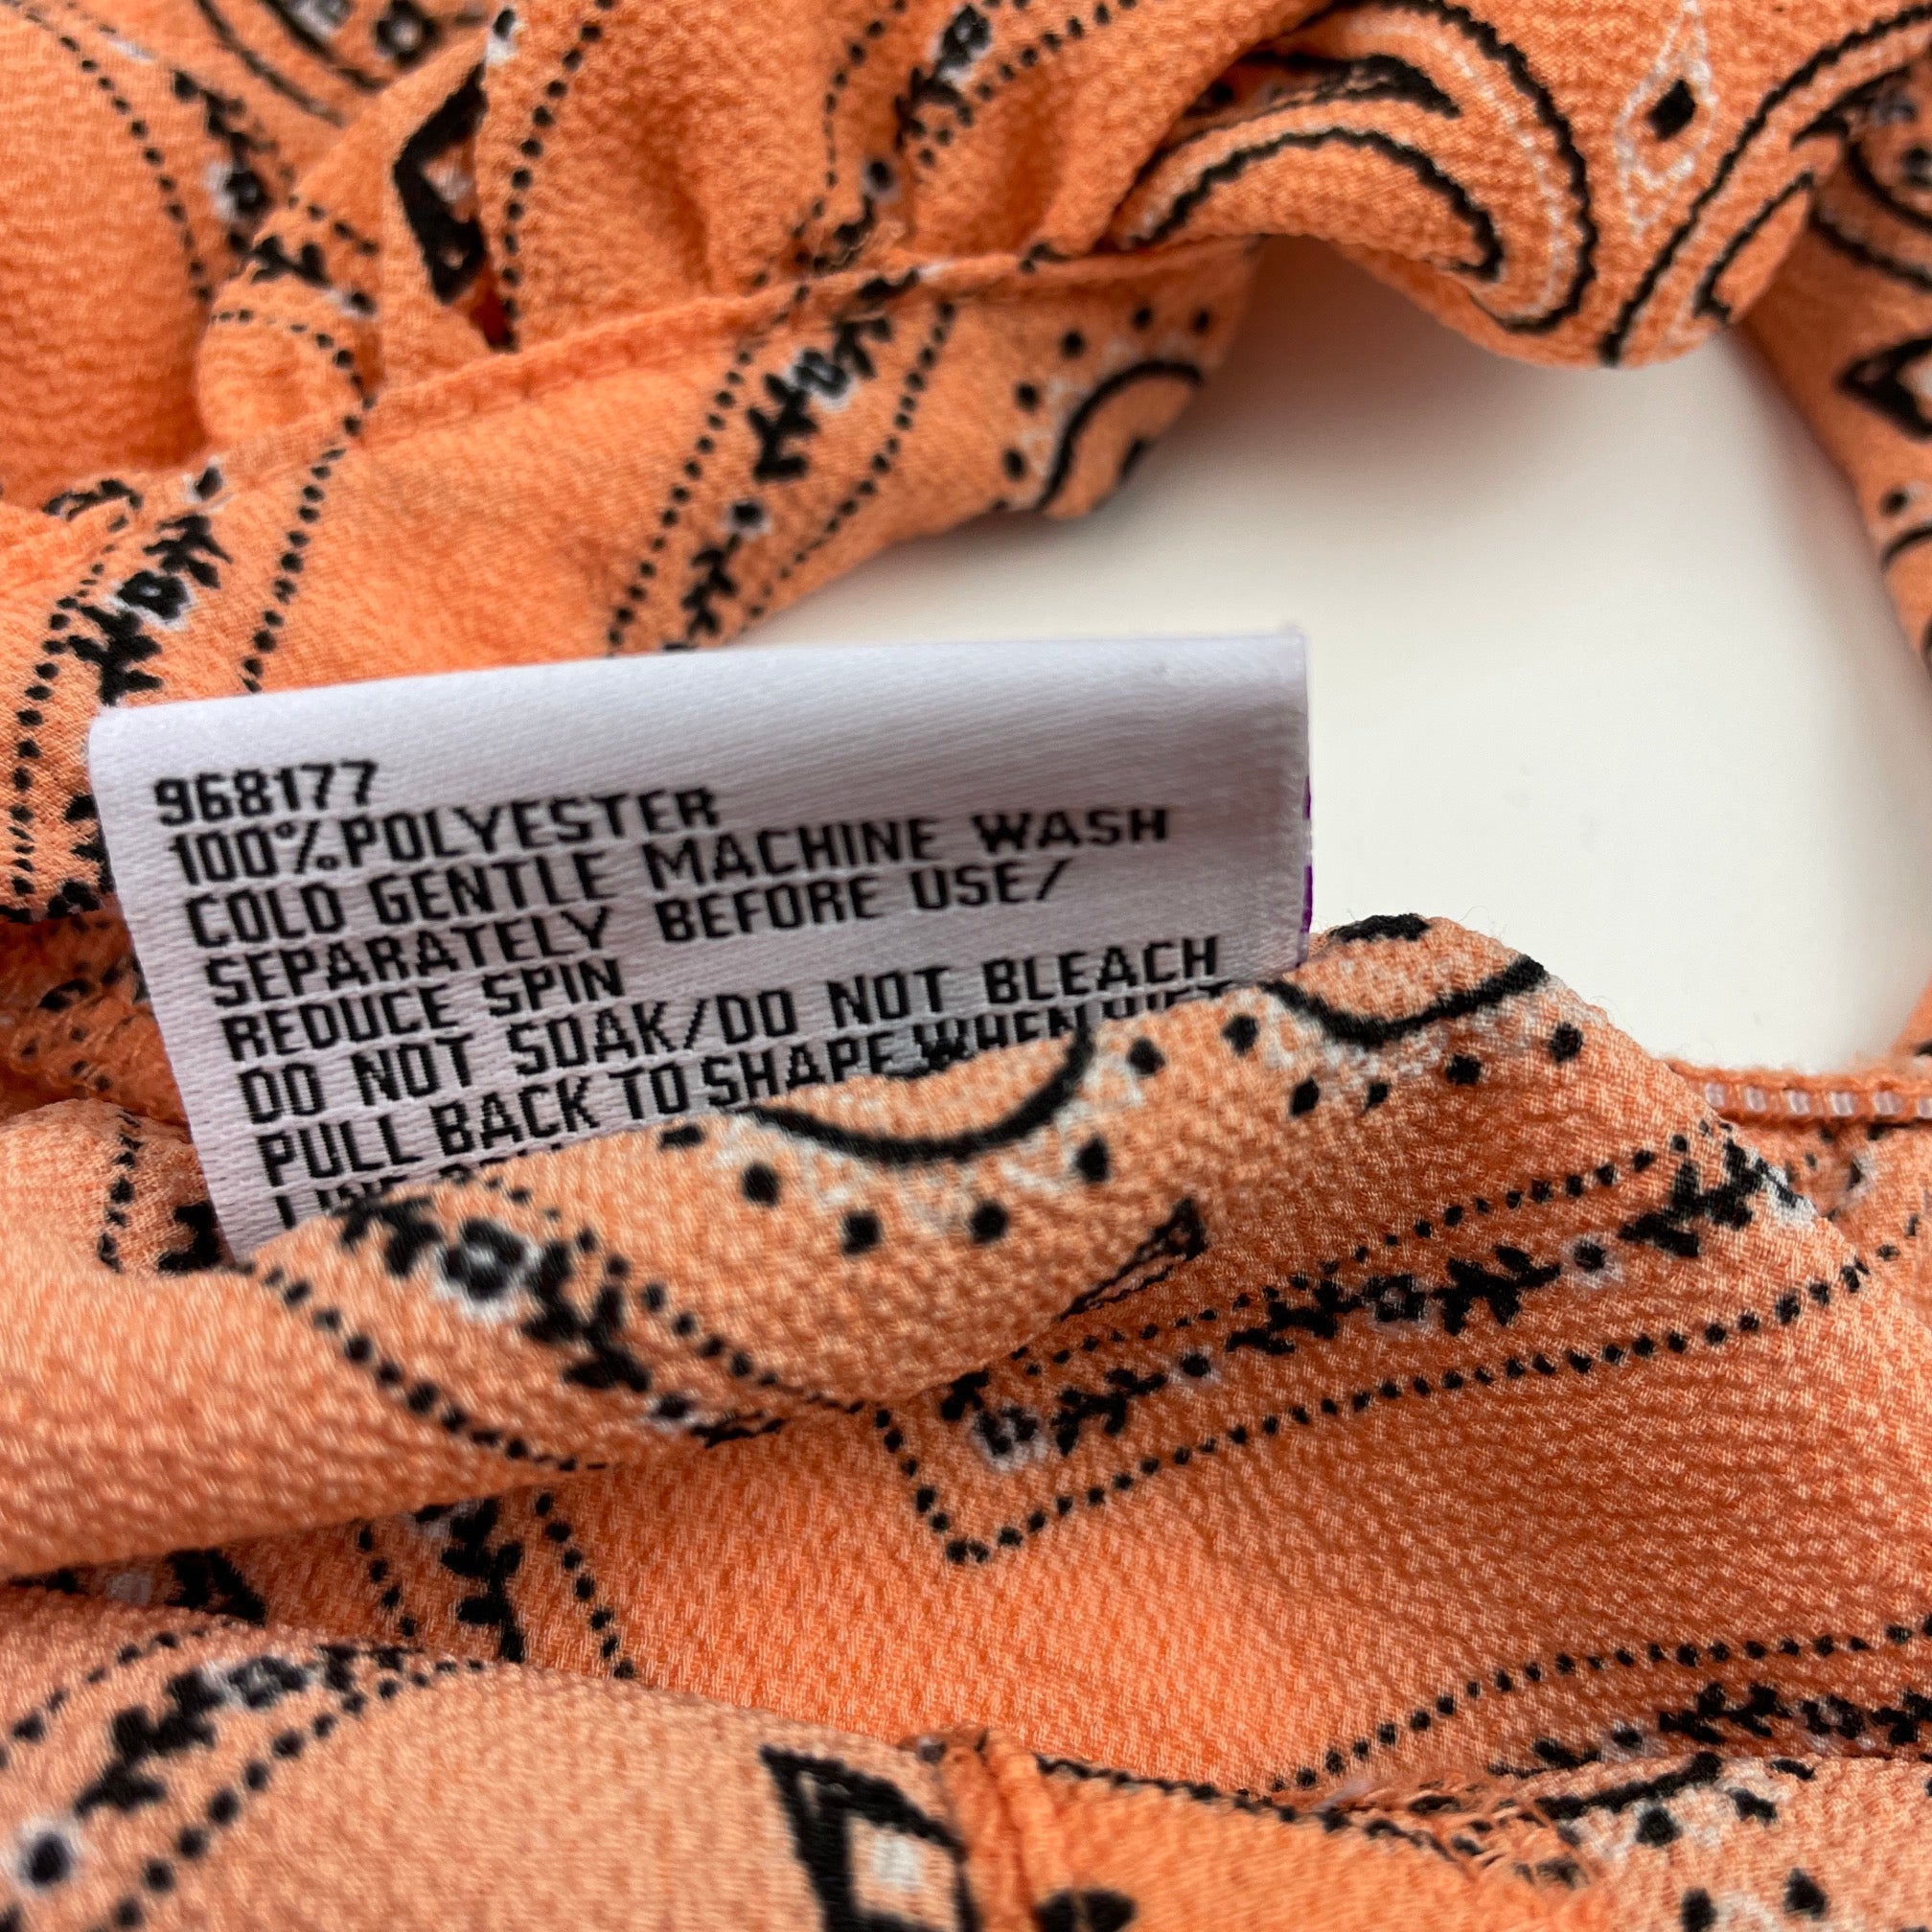 968177
100%POLYESTER
COLD GENTLE MACHINE WASH
SEPARATELY BEFORE USE/
REDUCE SPIN
DO NOT SOAK/DO NOT BLEACH
PULL BACK TO SHAPE WHEN